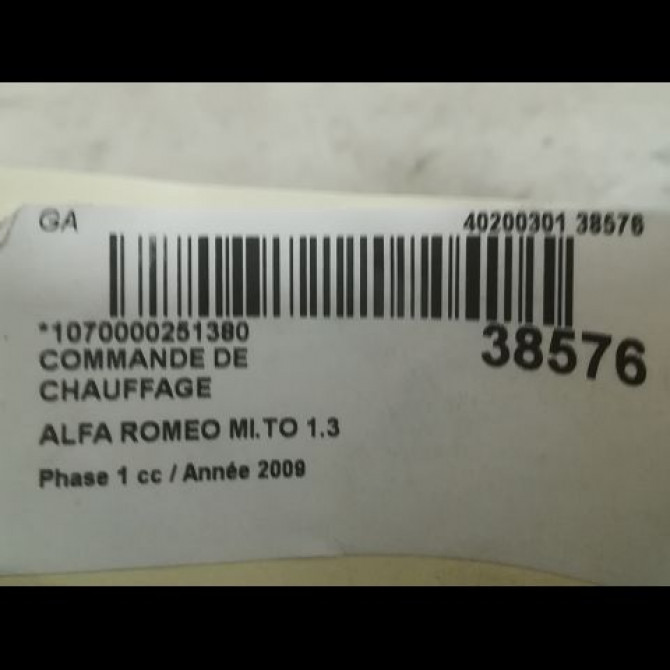 GA 40200301 38576
*1070000251380 38576
COMMANDE DE
CHAUFFAGE
ALFA ROMEO MI.TO 1.3
Phase 1 cc / Année 2009